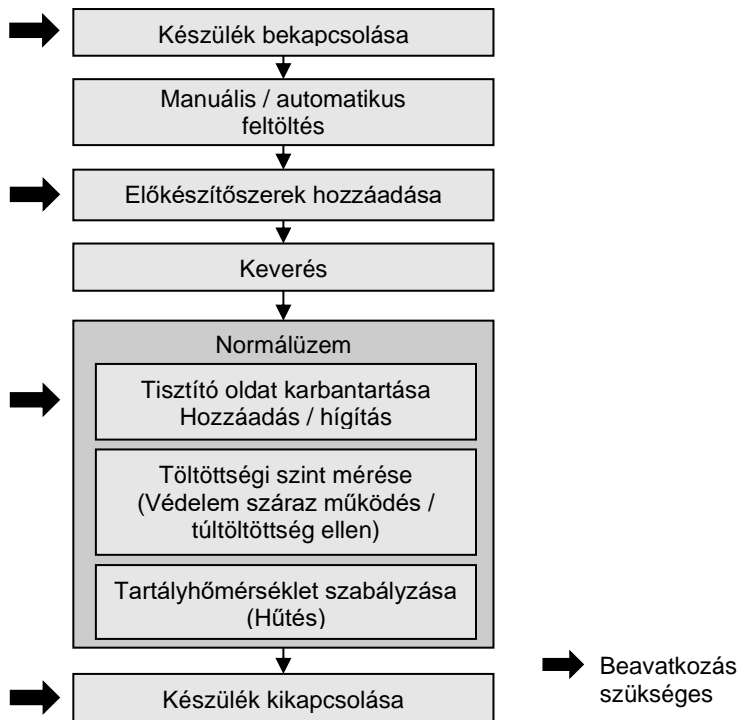 Készülék bekapcsolása
Manuális / automatikus
feltöltés
Előkészítőszerek hozzáadása
Keverés
Normálüzem
Tisztító oldat karbantartása
Hozzáadás / hígítás
Töltöttségi szint mérése
(Védelem száraz működés /
túltöltöttség ellen)
Tartályhőmérséklet szabályzása
(Hűtés)
Készülék kikapcsolása
Beavatkozás
szükséges